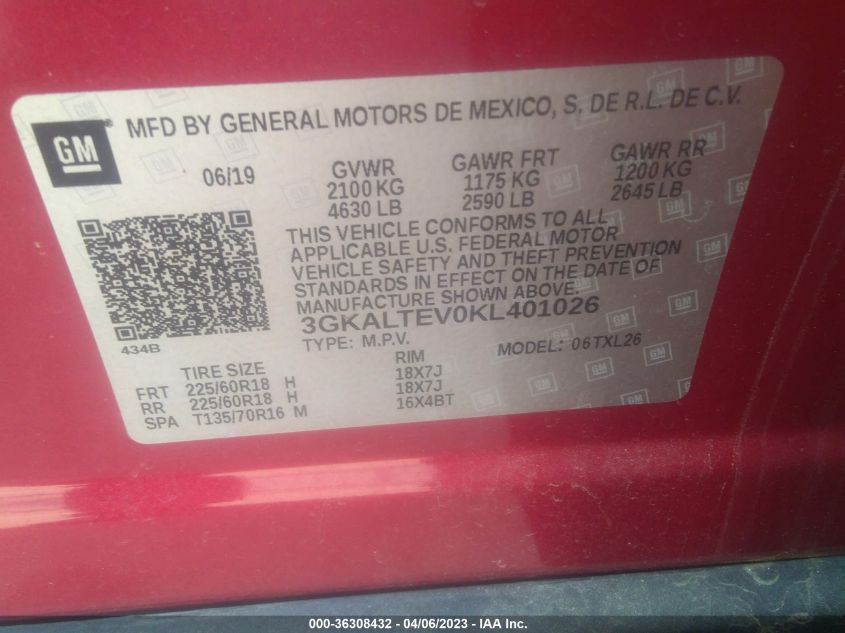 GM
MFD BY GENERAL MOTORS DE MEXICO, S. DE R.L. DE C.V.
06/19
GVWR GAWR FRT GAWR RR
2100 KG 1175 KG 1200 KG
4630 LB 2590 LB 2645 LB
THIS VEHICLE CONFORMS TO ALL
APPLICABLE U.S. FEDERAL MOTOR
VEHICLE SAFETY AND THEFT PREVENTION
STANDARDS IN EFFECT ON THE DATE OF
MANUFACTURE SHOWN ABOVE.
3GKALTEV0KL401026
434B
TYPE: M.P.V. MODEL: 06TXL26
TIRE SIZE RIM
FRT 225/60R18 H 18X7J
RR 225/60R18 H 18X7J
SPA T135/70R16 M 16X4BT
000-36308432 - 04/06/2023 - IAA Inc.